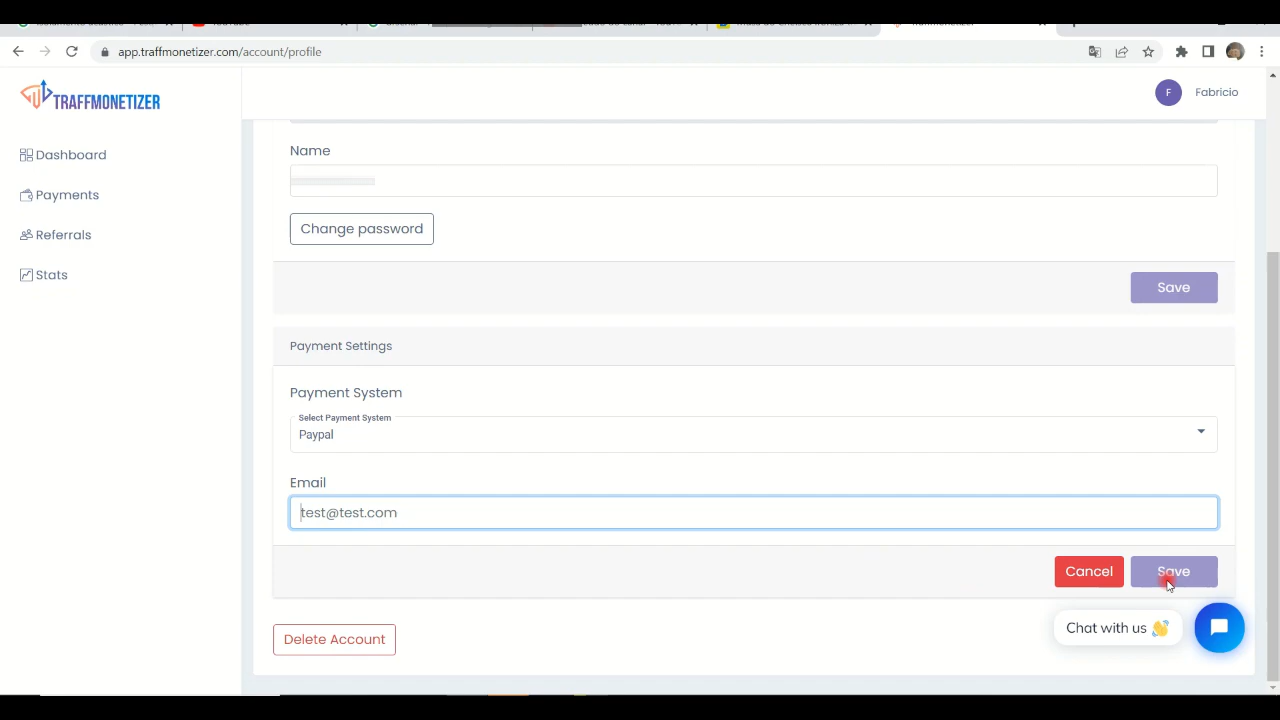 YouTube
app.traffmonetizer.com/account/profile
TRAFFMONETIZER
F
Fabricio
Dashboard
Payments
Referrals
Stats
Name
Change password
Save
Payment Settings
Payment System
Select Payment System
Paypal
Email
test@test.com
Cancel
Save
Chat with us 👋
Delete Account